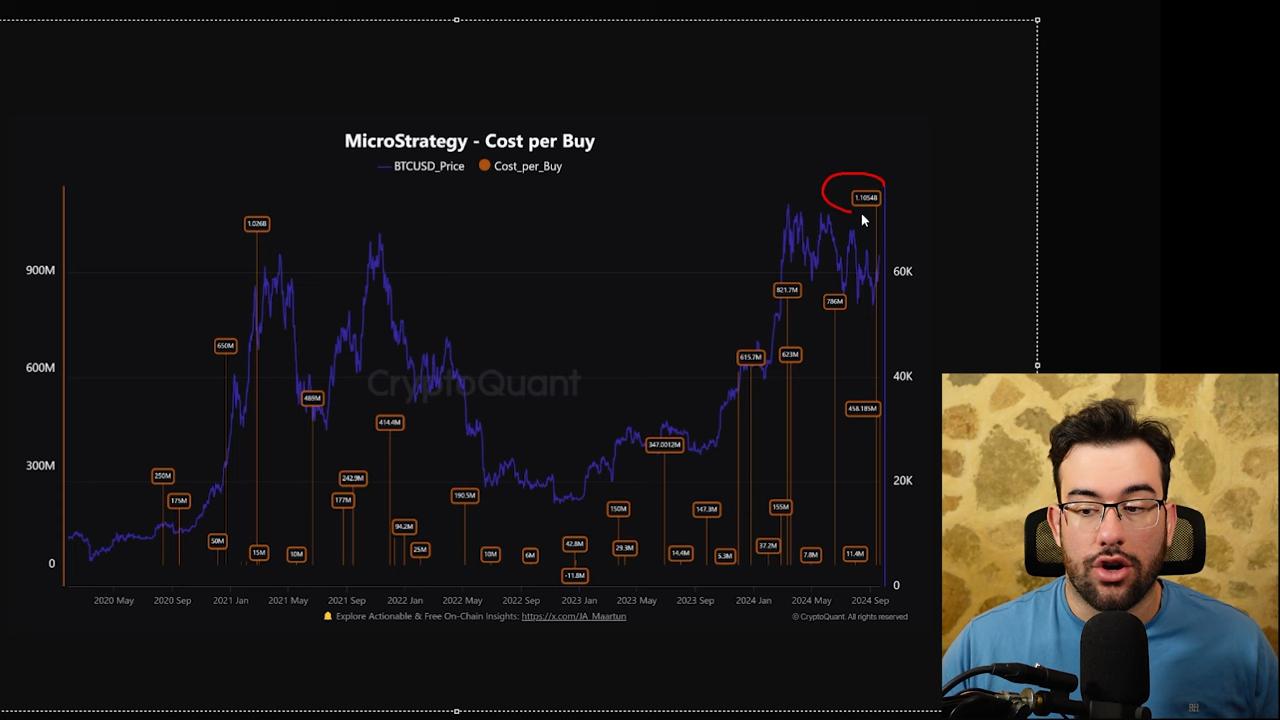 MicroStrategy - Cost per Buy
BTCUSD_Price Cost_per_Buy
1.1054B
1.026B
900M
60K
821.7M
786M
650M
615.7M
623M
600M
40K
489M
458.185M
414.4M
CryptoQuant
347.0012M
300M
250M
242.9M
20K
175M
177M
190.5M
150M
147.3M
155M
94.2M
50M
15M
10M
25M
10M
6M
42.8M
29.3M
14.4M
5.3M
37.2M
7.8M
11.4M
0
-11.8M
0
2020 May 2020 Sep 2021 Jan 2021 May 2021 Sep 2022 Jan 2022 May 2022 Sep 2023 Jan 2023 May 2023 Sep 2024 Jan 2024 May 2024 Sep
Explore Actionable & Free On-Chain Insights: https://x.com/JA_Maartun
© CryptoQuant. All rights reserved